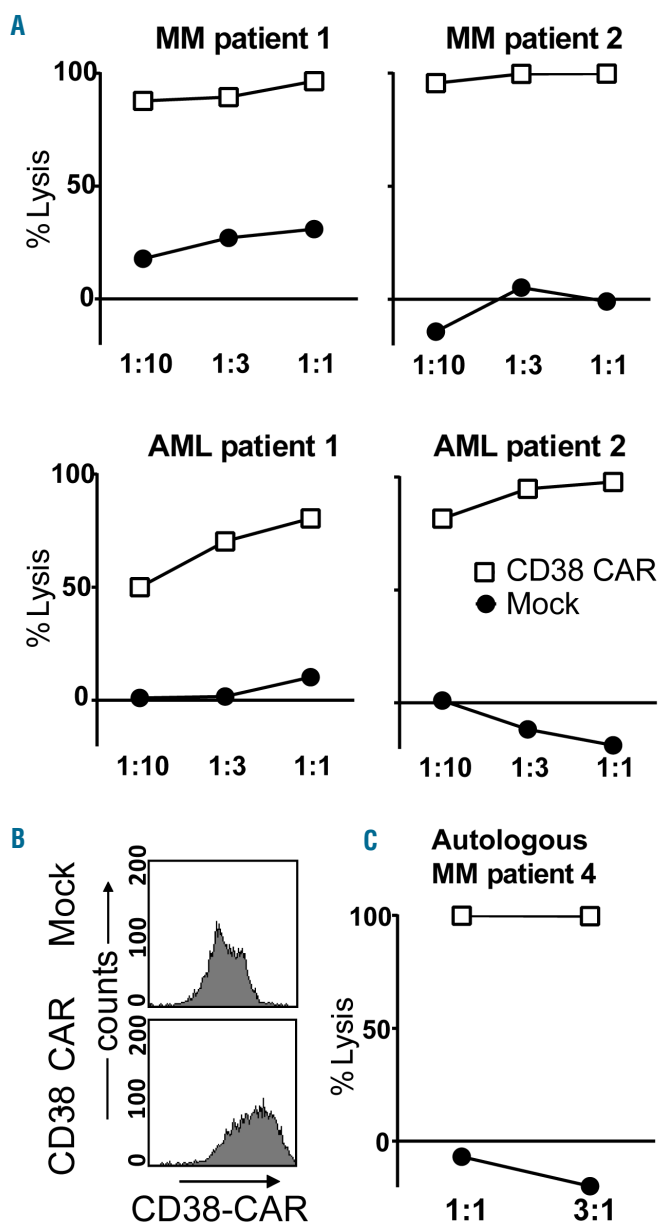 A
MM patient 1
MM patient 2
% Lysis
100
50
0
1:10 1:3 1:1
1:10 1:3 1:1
AML patient 1
AML patient 2
% Lysis
100
50
0
CD38 CAR
Mock
1:10 1:3 1:1
1:10 1:3 1:1
B
Mock
CD38 CAR
counts
200
100
0
200
100
0
CD38-CAR
C
Autologous
MM patient 4
% Lysis
100
50
0
1:1 3:1